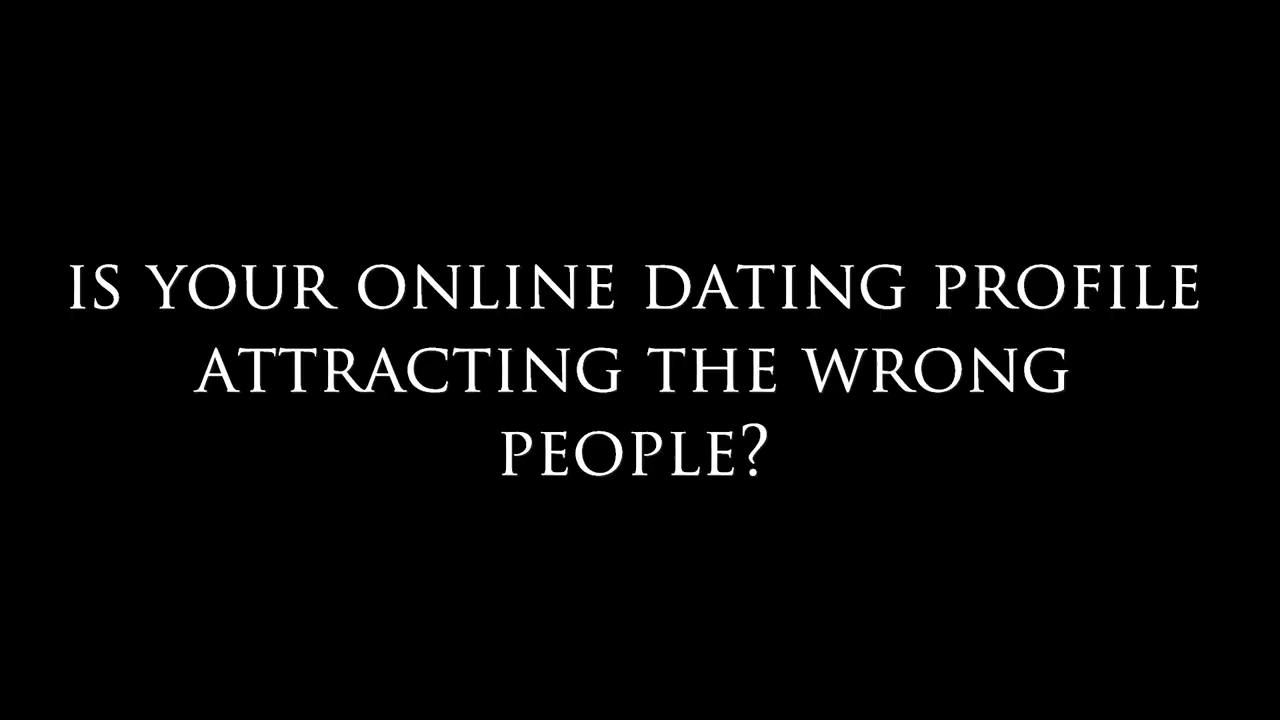 IS YOUR ONLINE DATING PROFILE
ATTRACTING THE WRONG
PEOPLE?